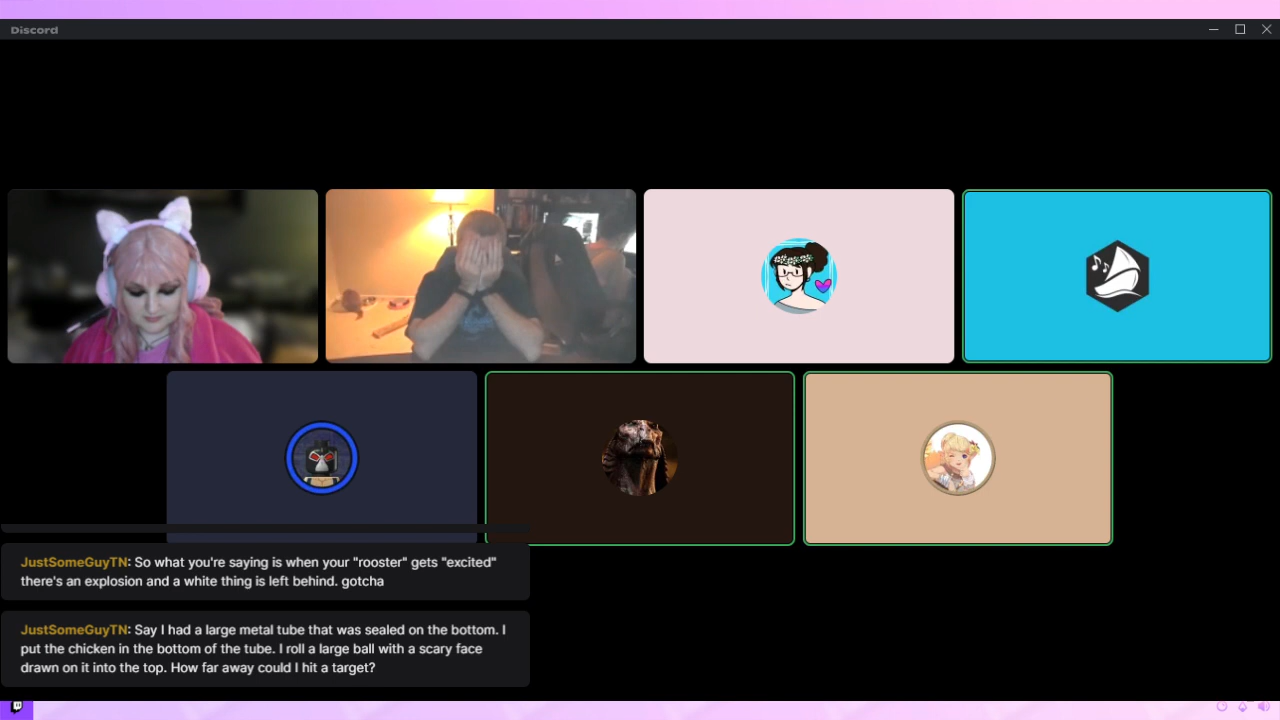 Discord
JustSomeGuyTN: So what you're saying is when your "rooster" gets "excited"
there's an explosion and a white thing is left behind. gotcha
JustSomeGuyTN: Say I had a large metal tube that was sealed on the bottom. I
put the chicken in the bottom of the tube. I roll a large ball with a scary face
drawn on it into the top. How far away could I hit a target?